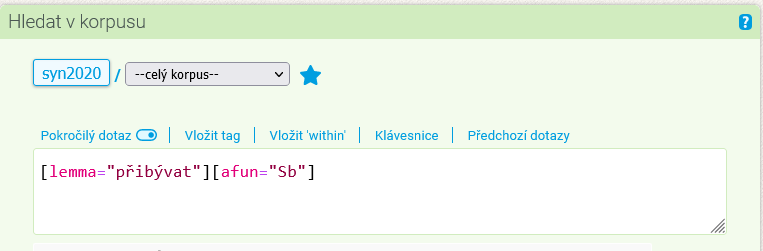 Hledat v korpusu ?
syn2020 / --celý korpus--
Pokročilý dotaz | Vložit tag | Vložit 'within' | Klávesnice | Předchozí dotazy
[lemma="přibývat"][afun="Sb"]